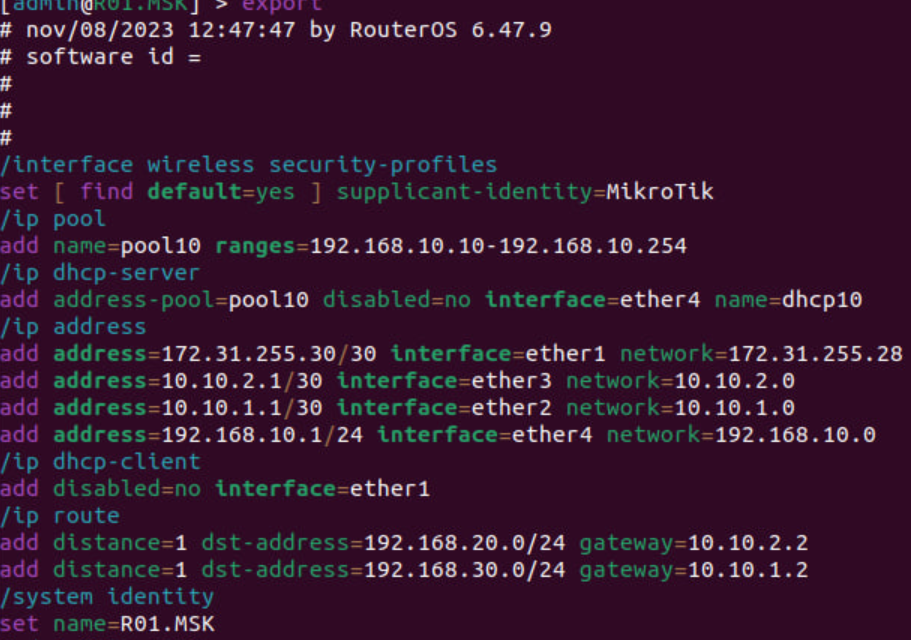 [admin@R01.MSK] > export
# nov/08/2023 12:47:47 by RouterOS 6.47.9
# software id =
#
#
#
/interface wireless security-profiles
set [ find default=yes ] supplicant-identity=MikroTik
/ip pool
add name=pool10 ranges=192.168.10.10-192.168.10.254
/ip dhcp-server
add address-pool=pool10 disabled=no interface=ether4 name=dhcp10
/ip address
add address=172.31.255.30/30 interface=ether1 network=172.31.255.28
add address=10.10.2.1/30 interface=ether3 network=10.10.2.0
add address=10.10.1.1/30 interface=ether2 network=10.10.1.0
add address=192.168.10.1/24 interface=ether4 network=192.168.10.0
/ip dhcp-client
add disabled=no interface=ether1
/ip route
add distance=1 dst-address=192.168.20.0/24 gateway=10.10.2.2
add distance=1 dst-address=192.168.30.0/24 gateway=10.10.1.2
/system identity
set name=R01.MSK